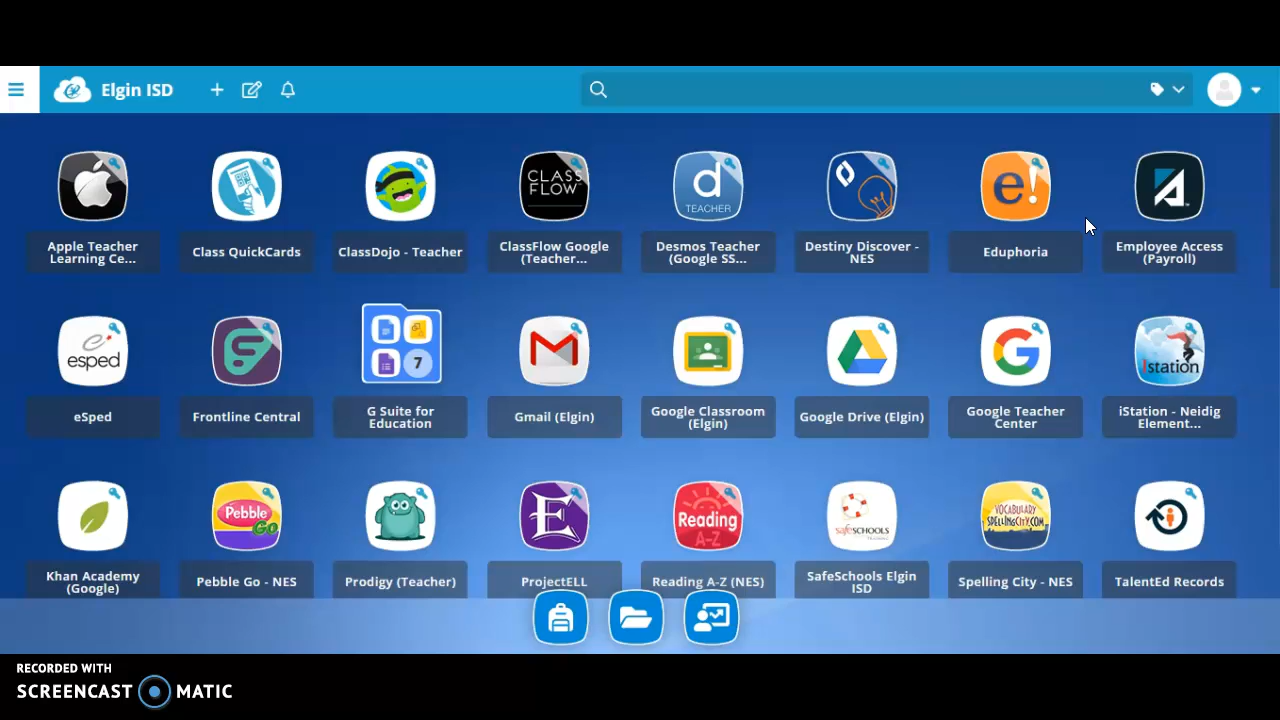 Elgin ISD
CLASS
FLOW
d
TEACHER
e!
Apple Teacher
Learning Ce...
Class QuickCards
ClassDojo - Teacher
ClassFlow Google
(Teacher...
Desmos Teacher
(Google SS...
Destiny Discover -
NES
Eduphoria
Employee Access
(Payroll)
esped
7
G
Istation
eSped
Frontline Central
G Suite for
Education
Gmail (Elgin)
Google Classroom
(Elgin)
Google Drive (Elgin)
Google Teacher
Center
iStation - Neidig
Element...
Pebble
Go
E
Reading
A-Z
safeSCHOOLS
VOCABULARY
SPELLINGCITY.COM
Khan Academy
(Google)
Pebble Go - NES
Prodigy (Teacher)
ProjectELL
Reading A-Z (NES)
SafeSchools Elgin
ISD
Spelling City - NES
TalentEd Records
RECORDED WITH
SCREENCAST MATIC